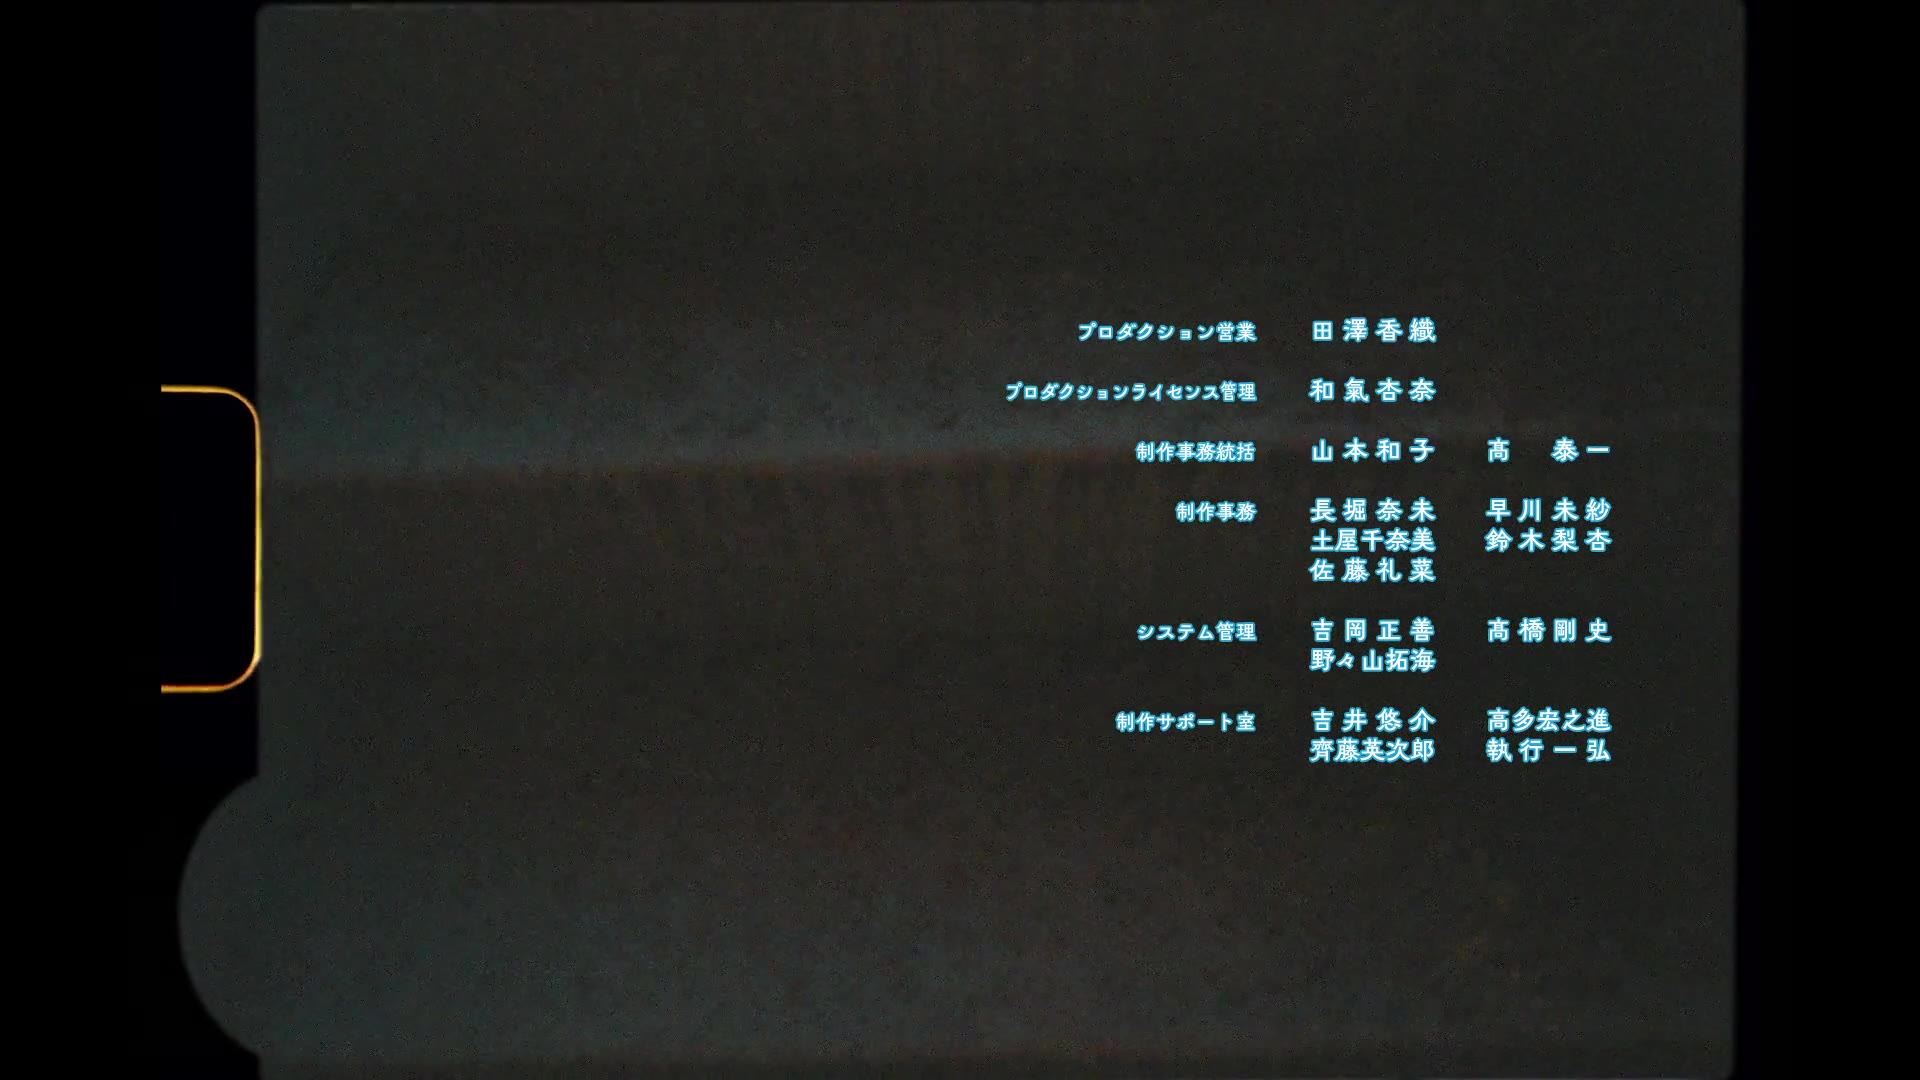 プロダクション営業 田澤香織
プロダクションライセンス管理 和氣杏奈
制作事務統括 山本和子 髙 泰一
制作事務 長堀奈未 早川未紗
土屋千奈美 鈴木梨杏
佐藤礼菜
システム管理 吉岡正善 髙橋剛史
野々山拓海
制作サポート室 吉井悠介 高多宏之進
齊藤英次郎 執行一弘